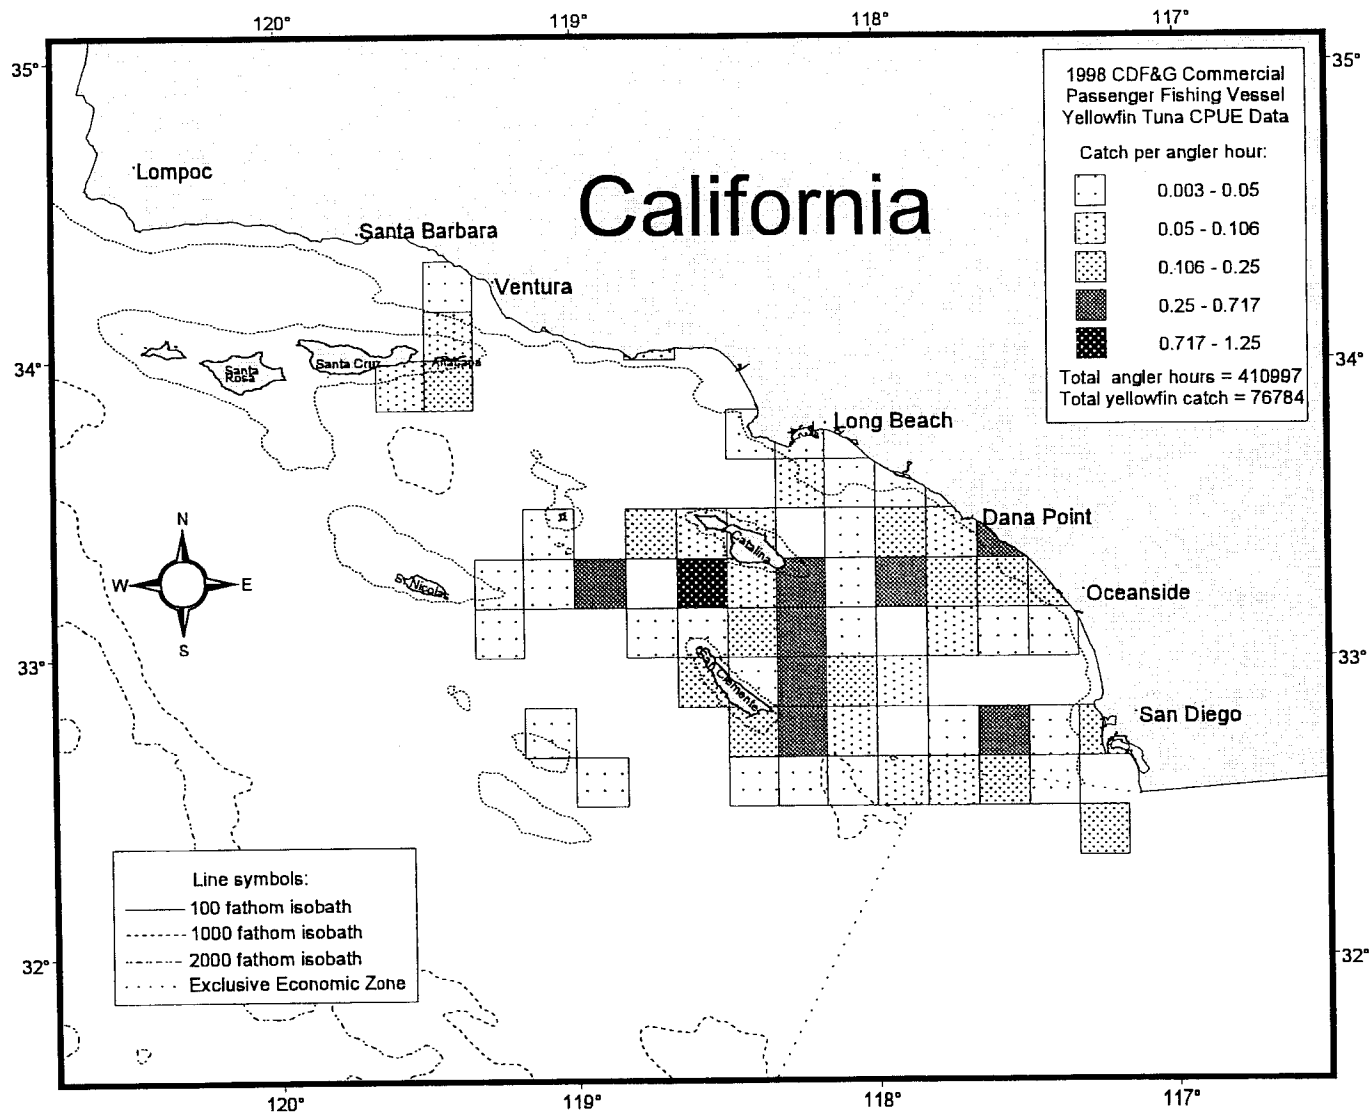 120°
119°
118°
117°
35°
35°
1998 CDF&G Commercial
Passenger Fishing Vessel
Yellowfin Tuna CPUE Data
Catch per angler hour:
0.003 - 0.05
0.05 - 0.106
0.106 - 0.25
0.25 - 0.717
0.717 - 1.25
Total angler hours = 410997
Total yellowfin catch = 76784
Lompoc
California
Santa Barbara
Ventura
34°
34°
Santa
Rosa
Santa Cruz
Anacapa
Long Beach
Dana Point
Catalina
N
W
E
S
S. Nicolas
Oceanside
33°
33°
San Clemente
San Diego
Line symbols:
100 fathom isobath
1000 fathom isobath
2000 fathom isobath
Exclusive Economic Zone
32°
32°
120°
119°
118°
117°